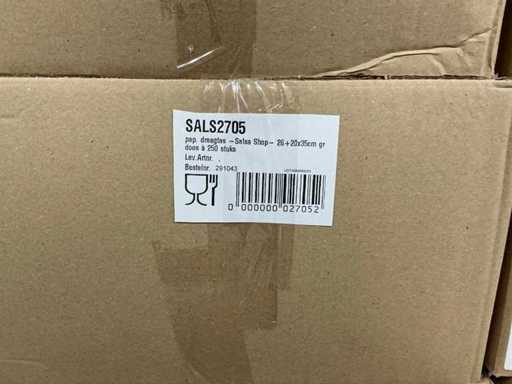 SALS2705
pap. draagtas -Salsa Shop- 26+20x35cm gr
doos à 250 stuks
Lev.Artnr. .
Bestelnr. 291043
0 000000 027052